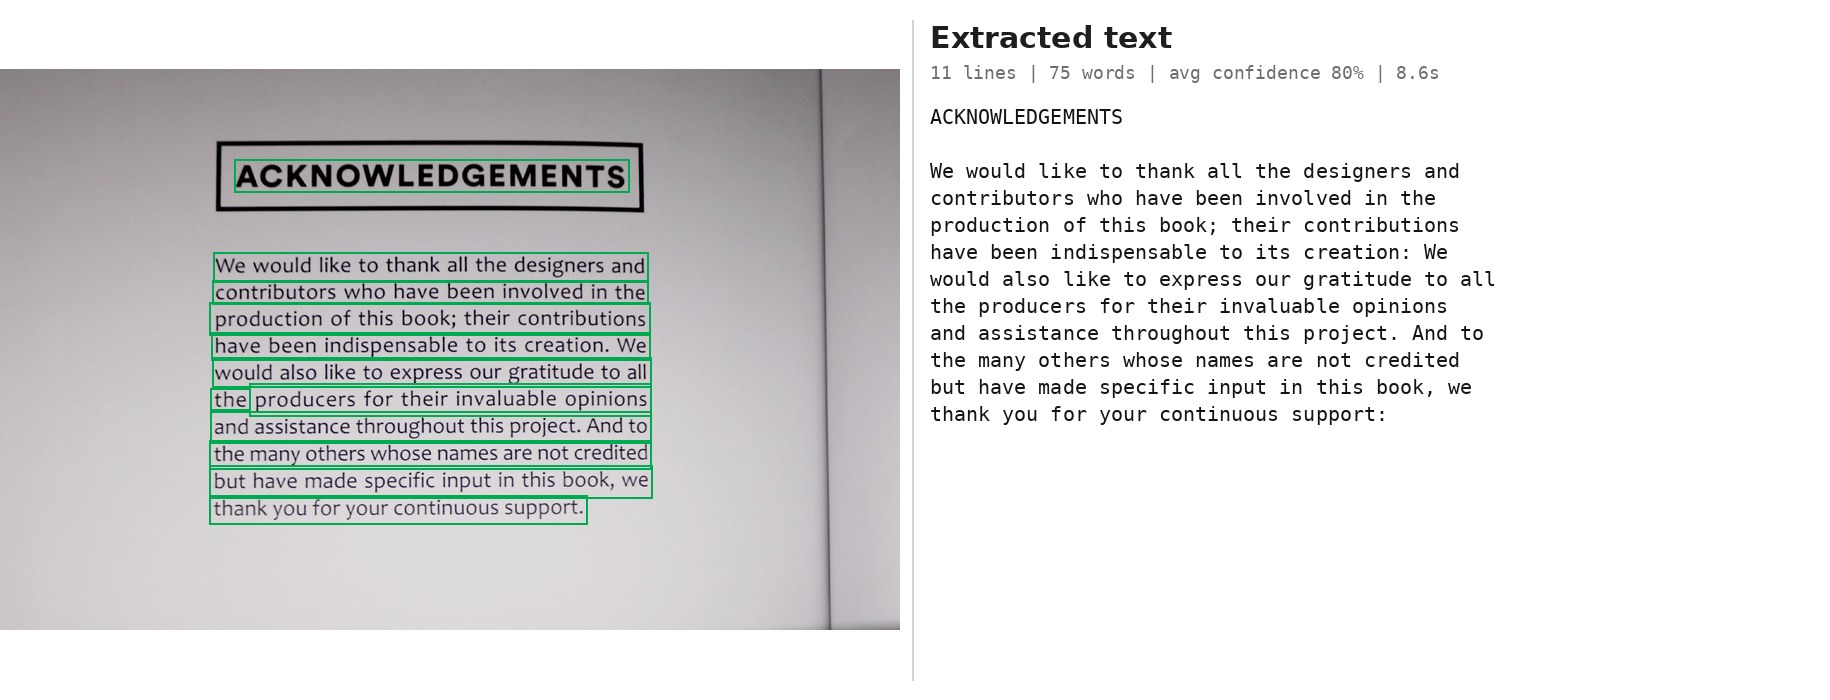 Extracted text
11 lines | 75 words | avg confidence 80% | 8.6s
ACKNOWLEDGEMENTS
We would like to thank all the designers and
contributors who have been involved in the
production of this book; their contributions
have been indispensable to its creation. We
would also like to express our gratitude to all
the producers for their invaluable opinions
and assistance throughout this project. And to
the many others whose names are not credited
but have made specific input in this book, we
thank you for your continuous support.
ACKNOWLEDGEMENTS
We would like to thank all the designers and
contributors who have been involved in the
production of this book; their contributions
have been indispensable to its creation: We
would also like to express our gratitude to all
the producers for their invaluable opinions
and assistance throughout this project. And to
the many others whose names are not credited
but have made specific input in this book, we
thank you for your continuous support: